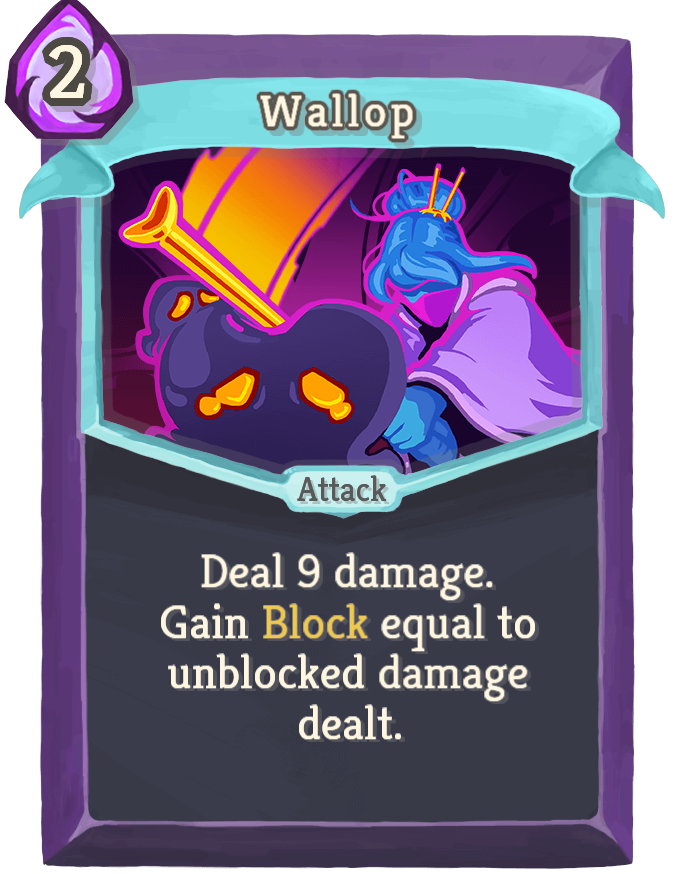 2
Wallop
Attack
Deal 9 damage.
Gain Block equal to
unblocked damage
dealt.